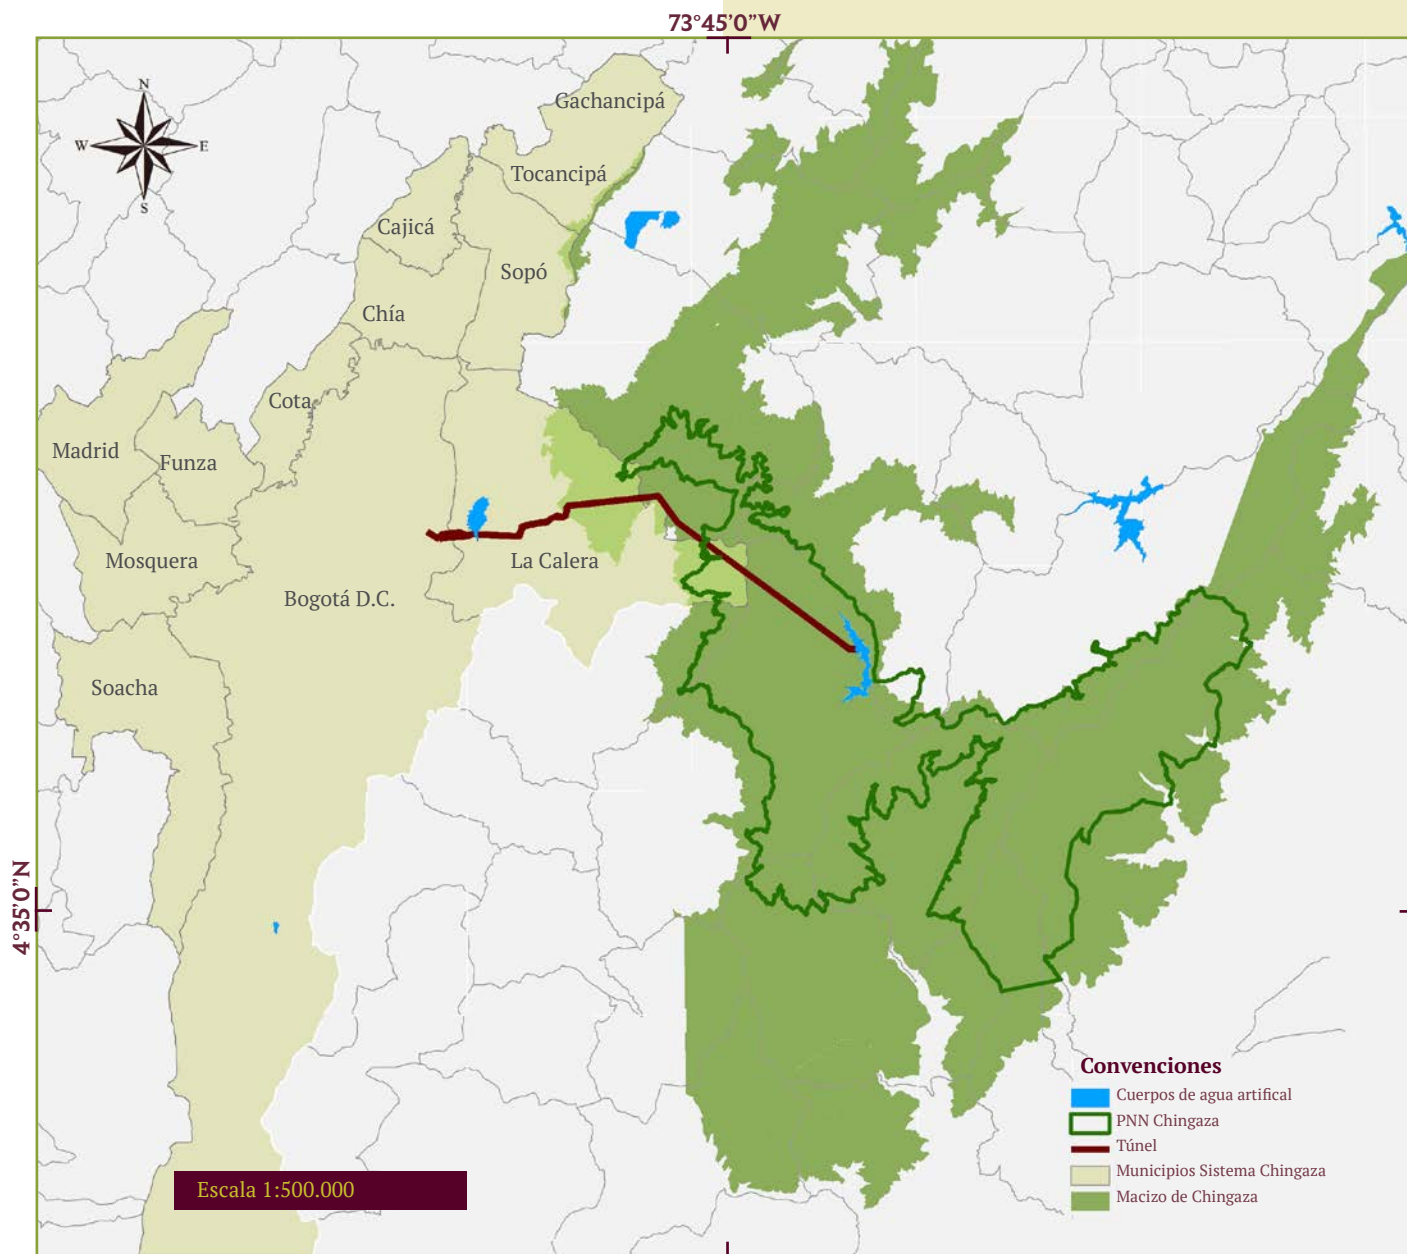 73°45'0"W
N
W
E
S
Gachancipá
Tocancipá
Cajicá
Sopó
Chía
Cota
Madrid
Funza
Mosquera
La Calera
Bogotá D.C.
Soacha
4°35'0"N
Convenciones
Cuerpos de agua artifical
PNN Chingaza
Túnel
Municipios Sistema Chingaza
Macizo de Chingaza
Escala 1:500.000